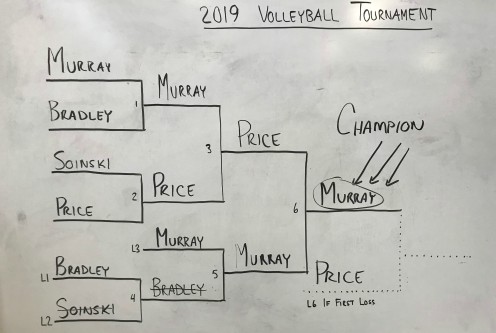 2019 VOLLEYBALL TOURNAMENT
MURRAY
BRADLEY
1
MURRAY
SOINSKI
PRICE
2
PRICE
3
PRICE
L1 BRADLEY
L2 SOINSKI
4
L3 MURRAY
BRADLEY
5
MURRAY
6
CHAMPION
MURRAY
PRICE
L6 IF FIRST LOSS